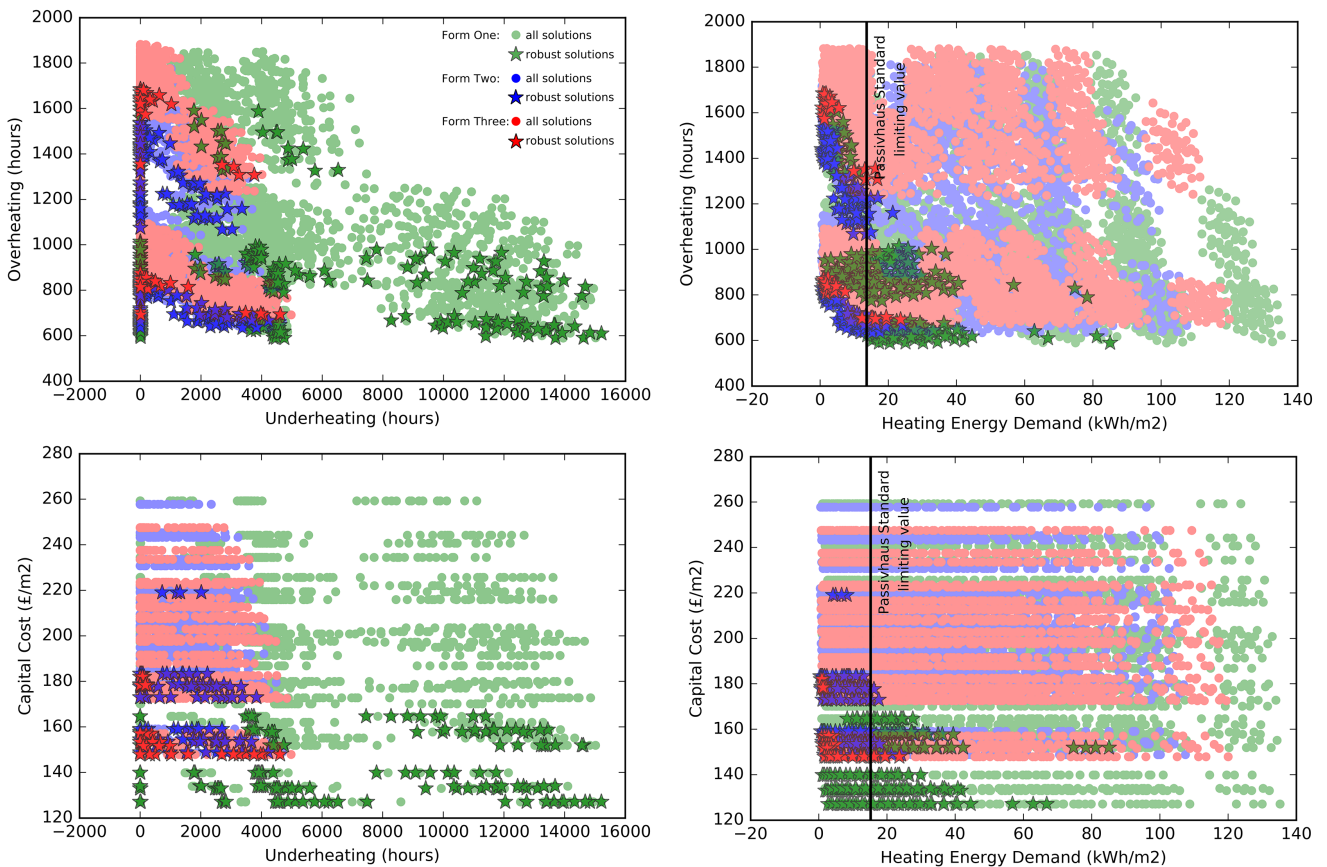 2000
1800
1600
1400
1200
1000
800
600
400
Overheating (hours)
−2000 0 2000 4000 6000 8000 10000 12000 14000 16000
Underheating (hours)
Form One: all solutions
robust solutions
Form Two: all solutions
robust solutions
Form Three: all solutions
robust solutions
2000
1800
1600
1400
1200
1000
800
600
400
Overheating (hours)
Passivhaus Standard
limiting value
−20 0 20 40 60 80 100 120 140
Heating Energy Demand (kWh/m2)
280
260
240
220
200
180
160
140
120
Capital Cost (£/m2)
−2000 0 2000 4000 6000 8000 10000 12000 14000 16000
Underheating (hours)
280
260
240
220
200
180
160
140
120
Capital Cost (£/m2)
Passivhaus Standard
limiting value
−20 0 20 40 60 80 100 120 140
Heating Energy Demand (kWh/m2)